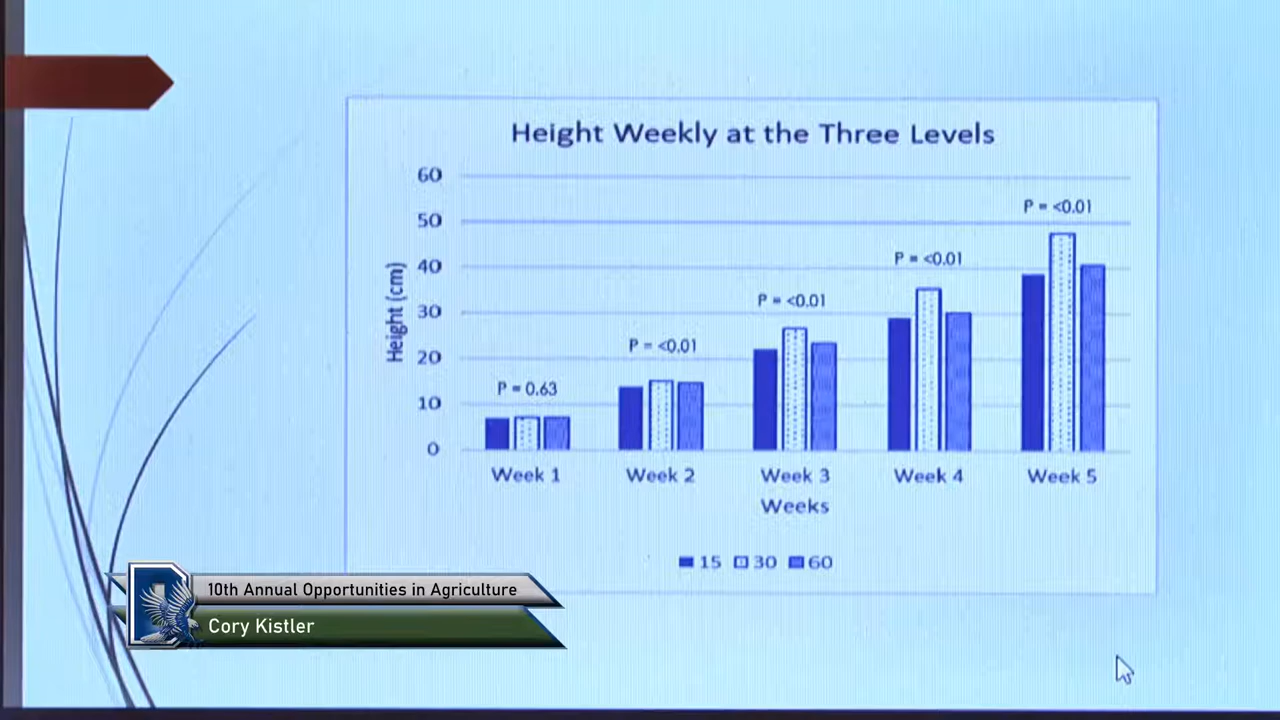 Height Weekly at the Three Levels
60
50
40
30
20
10
0
Height (cm)
P = 0.63
P = <0.01
P = <0.01
P = <0.01
P = <0.01
Week 1 Week 2 Week 3 Week 4 Week 5
Weeks
15 30 60
10th Annual Opportunities in Agriculture
Cory Kistler